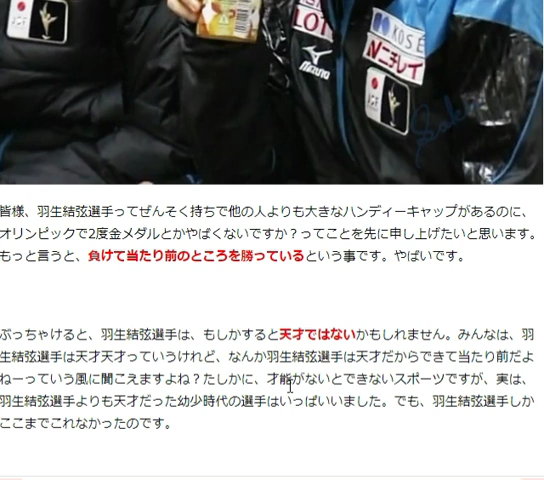 LOT
KOSÉ
Nニチレイ
MIZUNO
皆様、羽生結弦選手ってぜんそく持ちで他の人よりも大きなハンディーキャップがあるのに、
オリンピックで2度金メダルとかやばくないですか？ってことを先に申し上げたいと思います。
もっと言うと、負けて当たり前のところを勝っているという事です。やばいです。
ぶっちゃけると、羽生結弦選手は、もしかすると天才ではないかもしれません。みんなは、羽
生結弦選手は天才天才っていうけれど、なんか羽生結弦選手は天才だからできて当たり前だよ
ねーっていう風に聞こえますよね？たしかに、才能がないとできないスポーツですが、実は、
羽生結弦選手よりも天才だった幼少時代の選手はいっぱいいました。でも、羽生結弦選手しか
ここまでこれなかったのです。